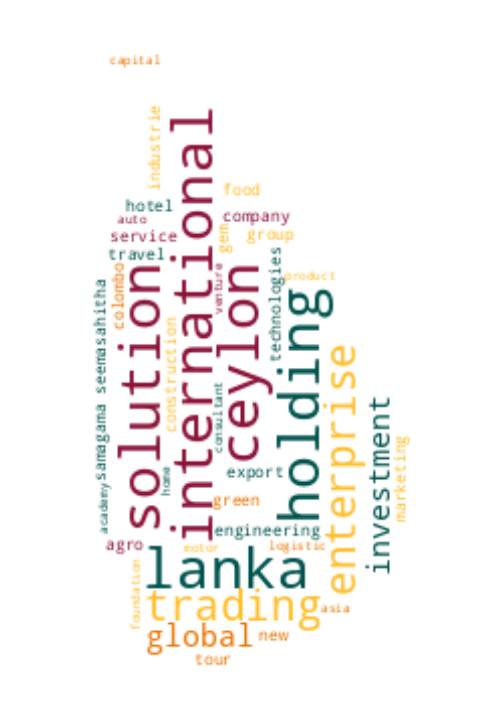 capital
industrie
international
food
hotel
auto
company
service
gem
group
travel
colombo
solution
venture
ceylon
technologies
product
samagama seemasahitha
construction
holding
consultant
enterprise
investment
marketing
home
export
academy
green
engineering
agro
motor
logistic
lanka
foundation
trading
asia
global
new
tour